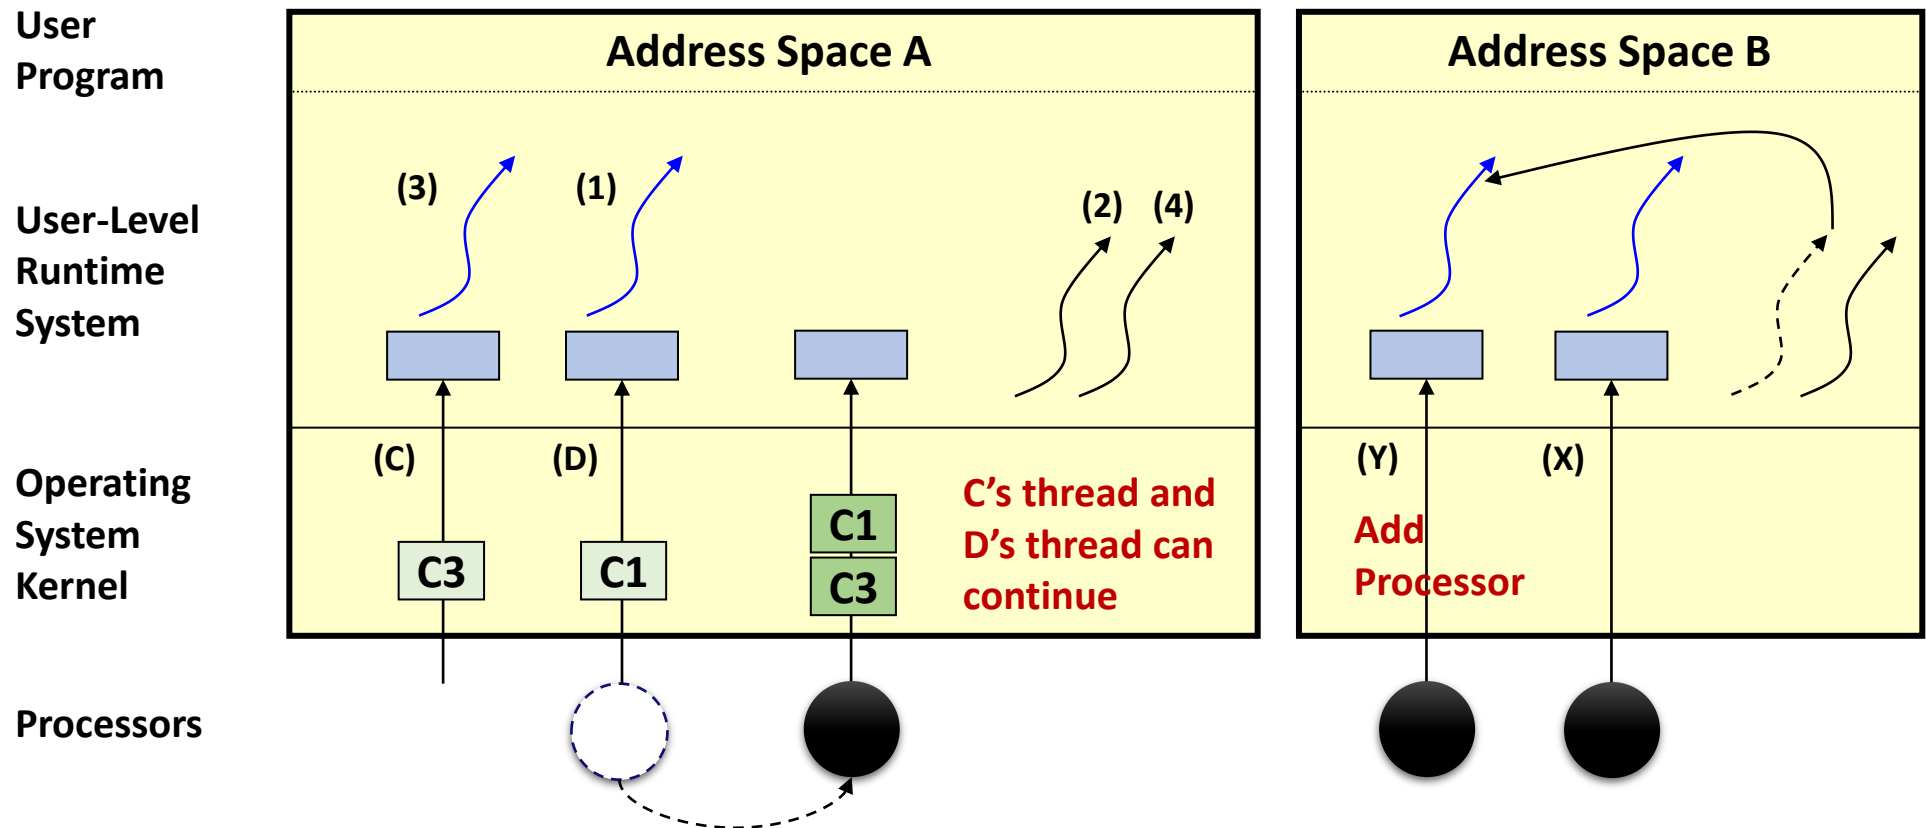 User
Program
Address Space A
Address Space B
(3)
(1)
(2)
(4)
User-Level
Runtime
System
(C)
(D)
(Y)
(X)
Operating
System
Kernel
C3
C1
C1
C3
C's thread and
D's thread can
continue
Add
Processor
Processors